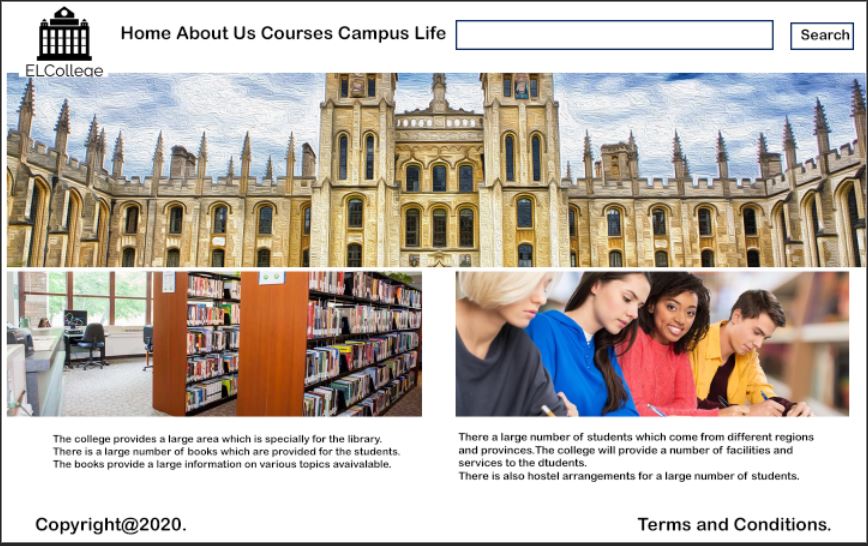 ELCollege
Home About Us Courses Campus Life
Search
The college provides a large area which is specially for the library.
There is a large number of books which are provided for the students.
The books provide a large information on various topics avaivalable.
There a large number of students which come from different regions
and provinces.The college will provide a number of facilities and
services to the dtudents.
There is also hostel arrangements for a large number of students.
Copyright@2020.
Terms and Conditions.